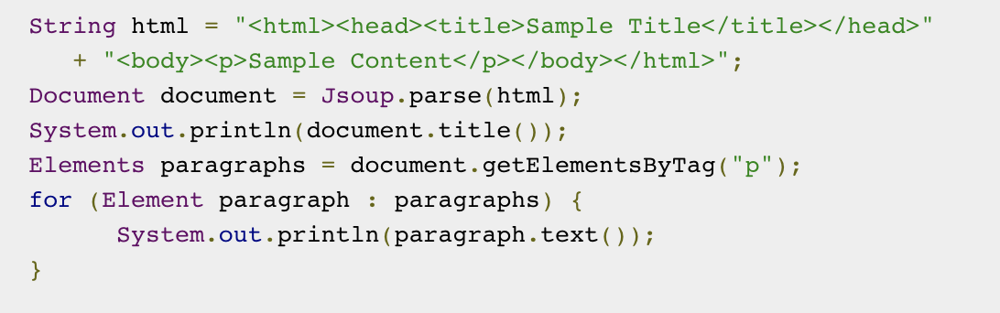 String html = "<html><head><title>Sample Title</title></head>"
   + "<body><p>Sample Content</p></body></html>";
Document document = Jsoup.parse(html);
System.out.println(document.title());
Elements paragraphs = document.getElementsByTag("p");
for (Element paragraph : paragraphs) {
      System.out.println(paragraph.text());
}